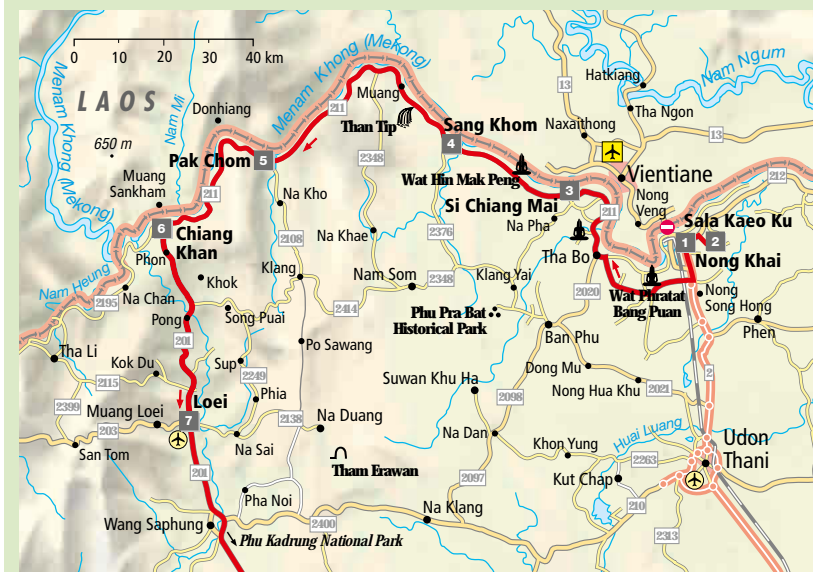 0 10 20 30 40 km
Menam Khong (Mekong)
LAOS
650 m
Nam Mi
Donhiang
Menam Khong (Mekong)
211
Muang
Than Tip
2348
13
Hatkiang
Nam Ngum
Tha Ngon
Naxaithong
13
Sang Khom
4
Pak Chom
5
Wat Hin Mak Peng
3
Vientiane
Nong
Veng
212
Muang
Sankham
211
Na Kho
Si Chiang Mai
211
Sala Kaeo Ku
1
2
Nong Khai
6
Chiang
Khan
2108
Na Khae
2376
Na Pha
Tha Bo
Phon
Nam Heung
Khok
Klang
Nam Som
2348
Klang Yai
2020
Wat Phratat
Bang Puan
Nong
Song Hong
2195
Na Chan
Pong
Song Puai
2414
Phu Pra Bat
Historical Park
Phen
Tha Li
201
Po Sawang
Ban Phu
Kok Du
Sup
2249
Dong Mu
2
2115
Phia
Suwan Khu Ha
Nong Hua Khu
2021
2399
Loei
2098
Muang Loei
7
2138
Na Duang
203
Na Sai
Na Dan
Huai Luang
Udon
Thani
San Tom
Tham Erawan
Khon Yung
2263
201
Kut Chap
2097
Pha Noi
Na Klang
210
Wang Saphung
2400
2313
Phu Kadrung National Park